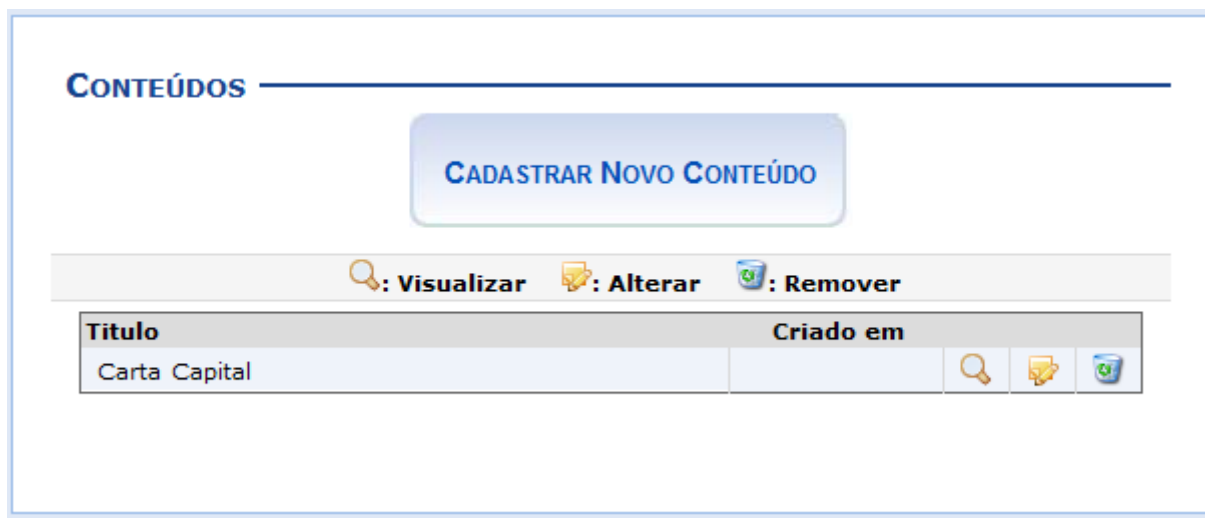 Conteúdos
Cadastrar Novo Conteúdo
: Visualizar : Alterar : Remover
Titulo Criado em
Carta Capital